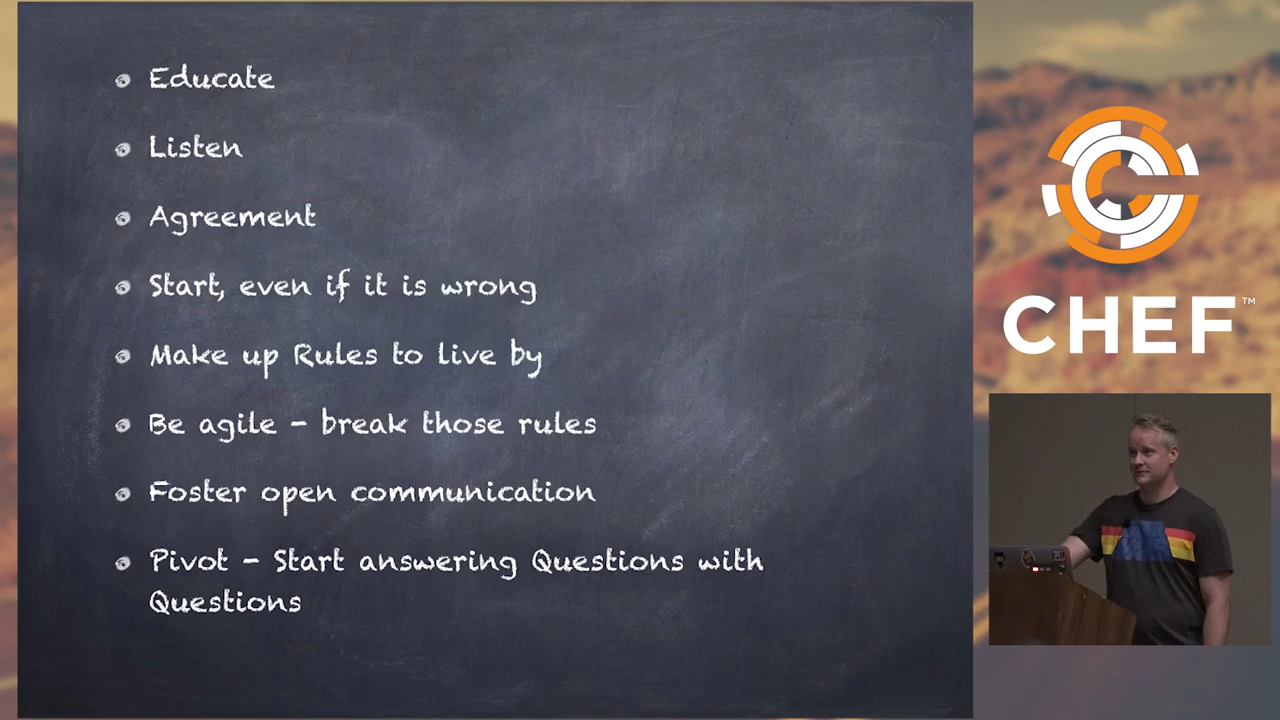 Educate
Listen
Agreement
Start, even if it is wrong
Make up Rules to live by
Be agile - break those rules
Foster open communication
Pivot - Start answering Questions with
Questions
CHEF™